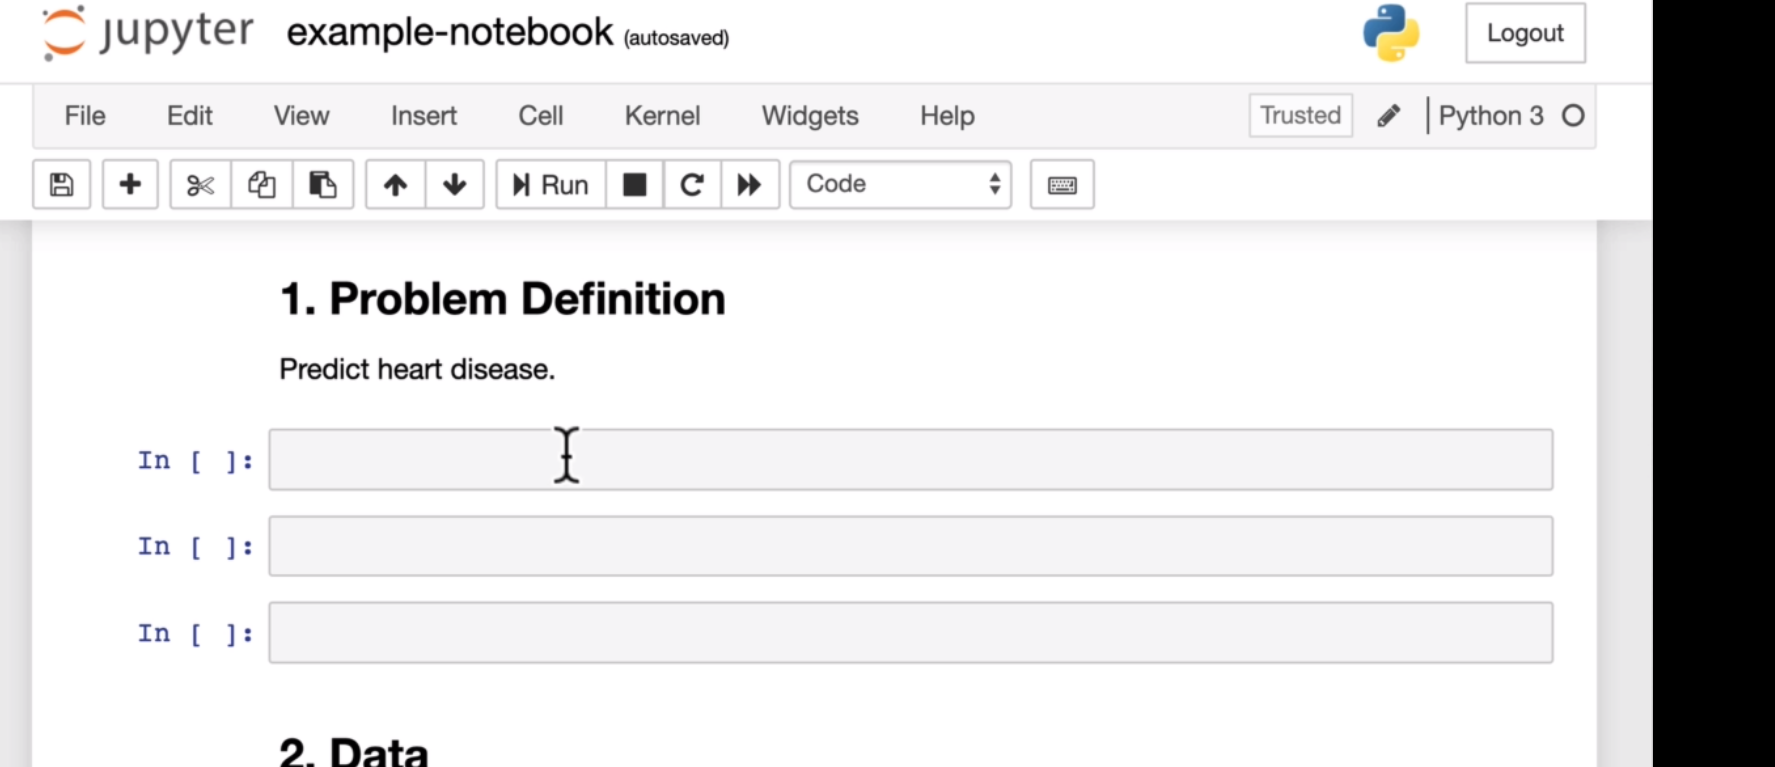 jupyter example-notebook (autosaved) Logout
File Edit View Insert Cell Kernel Widgets Help Trusted Python 3
Run Code
1. Problem Definition
Predict heart disease.
In [ ]:
In [ ]:
In [ ]:
2. Data